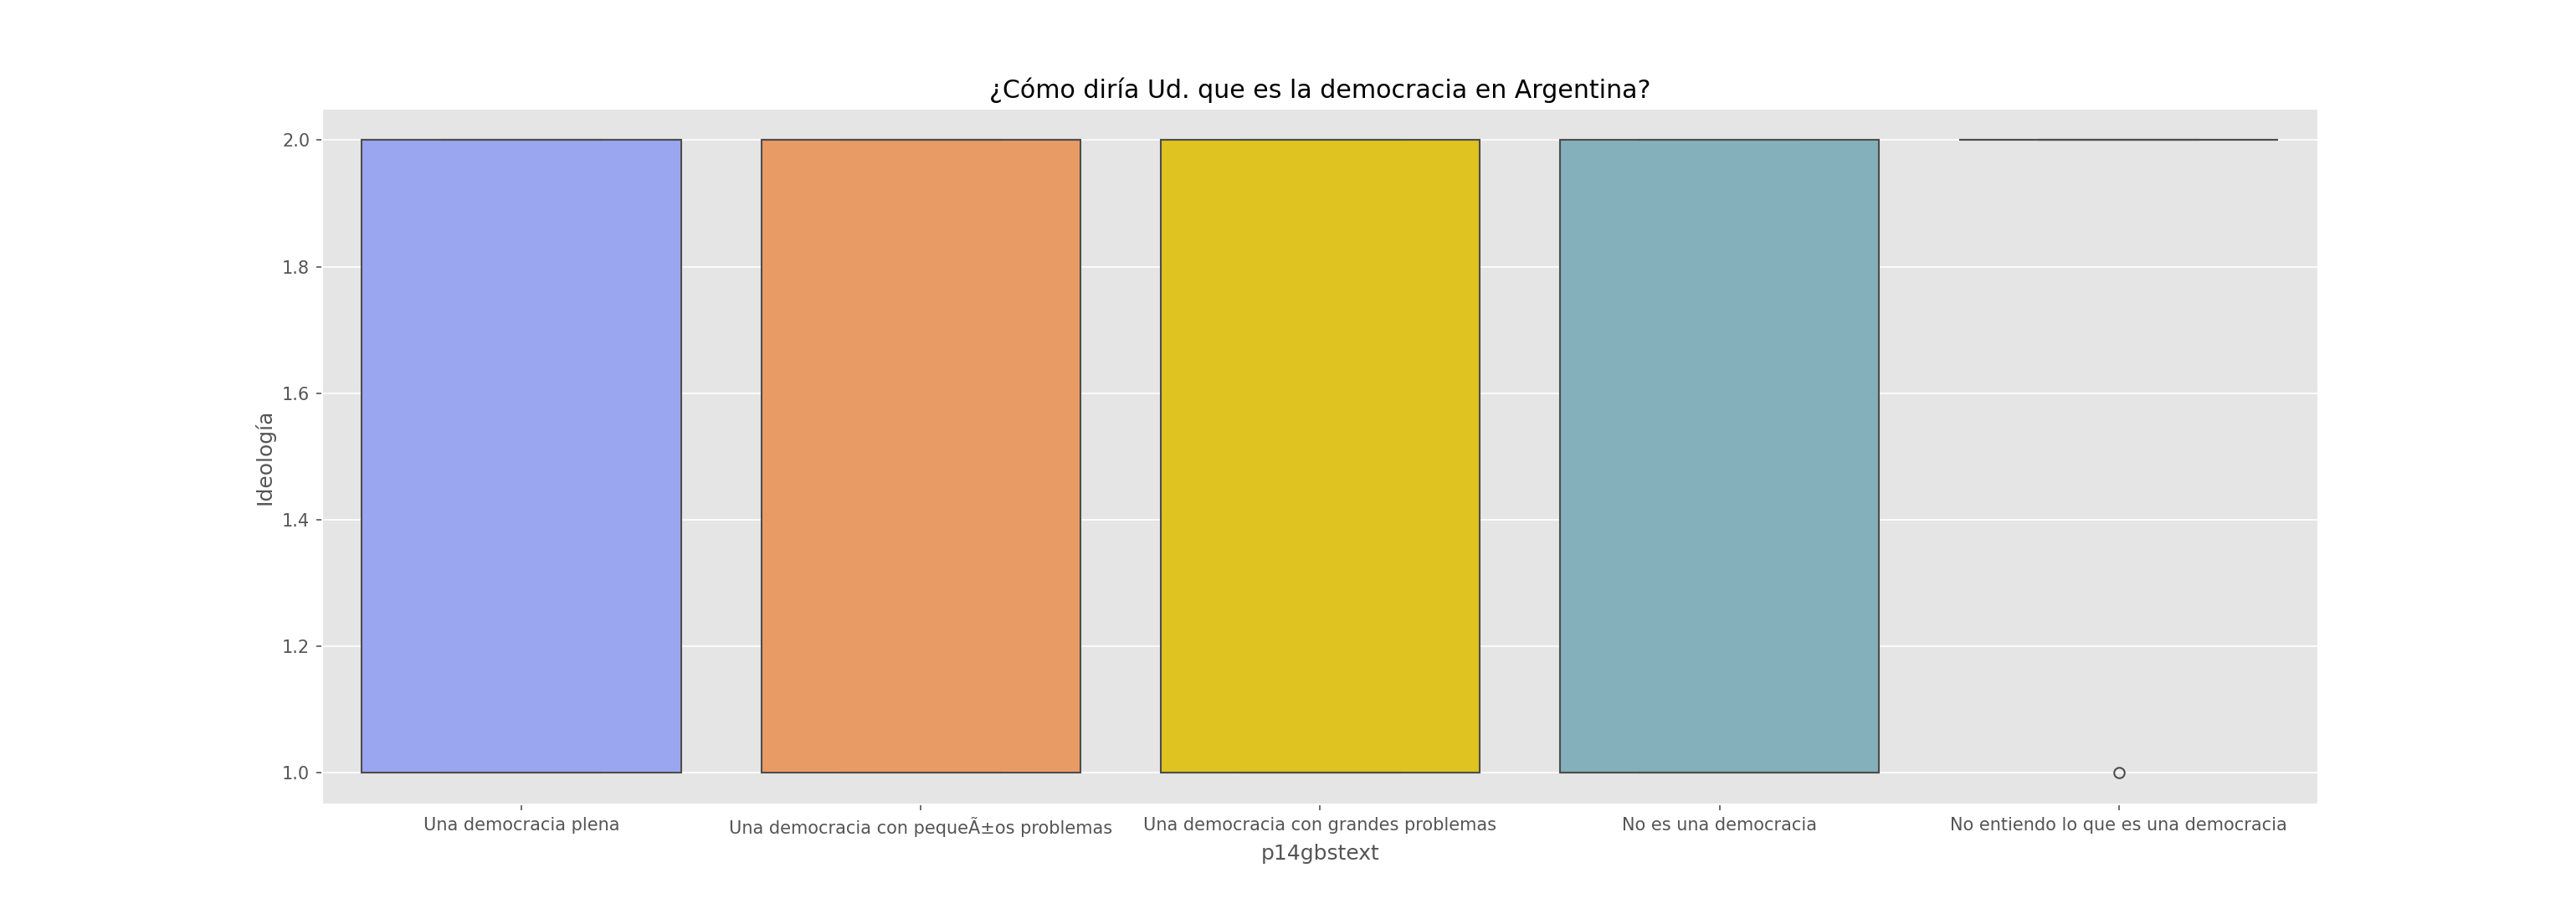 ¿Cómo diría Ud. que es la democracia en Argentina?
Ideología
2.0
1.8
1.6
1.4
1.2
1.0
Una democracia plena
Una democracia con pequeÃ±os problemas
Una democracia con grandes problemas
No es una democracia
No entiendo lo que es una democracia
p14gbstext